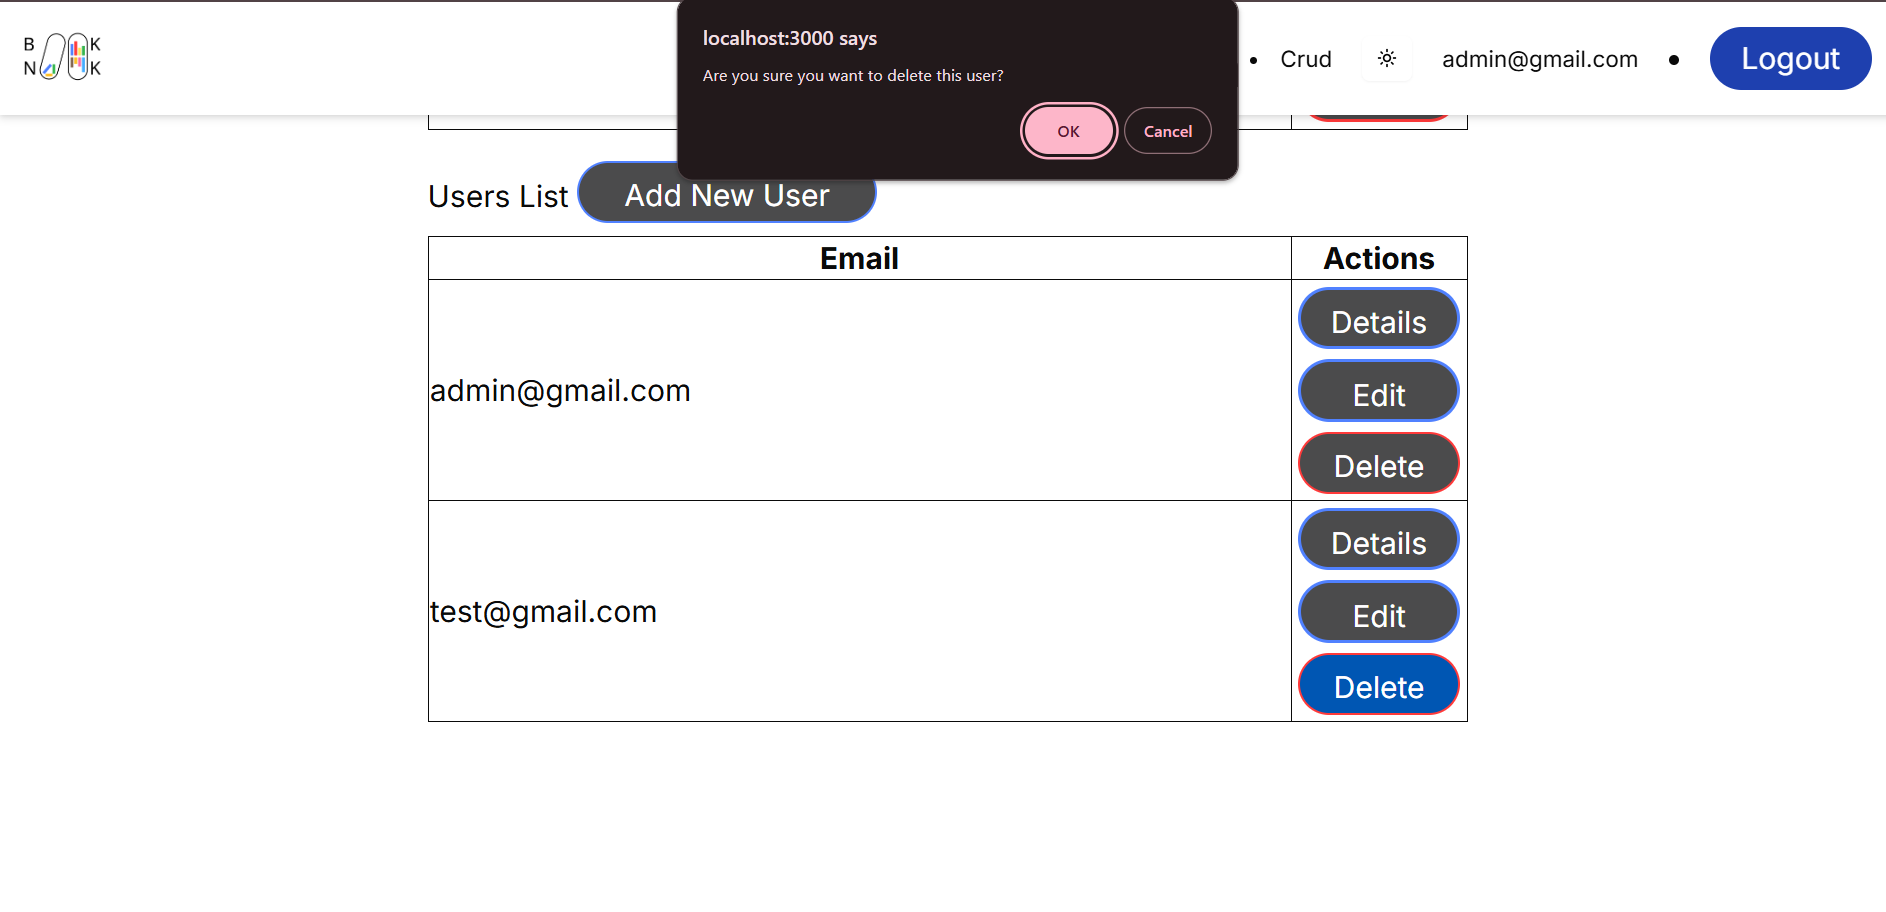 B K
N K
localhost:3000 says
Are you sure you want to delete this user?
OK
Cancel
• Crud
admin@gmail.com •
Logout
Users List
Add New User
Email
Actions
admin@gmail.com
Details
Edit
Delete
test@gmail.com
Details
Edit
Delete